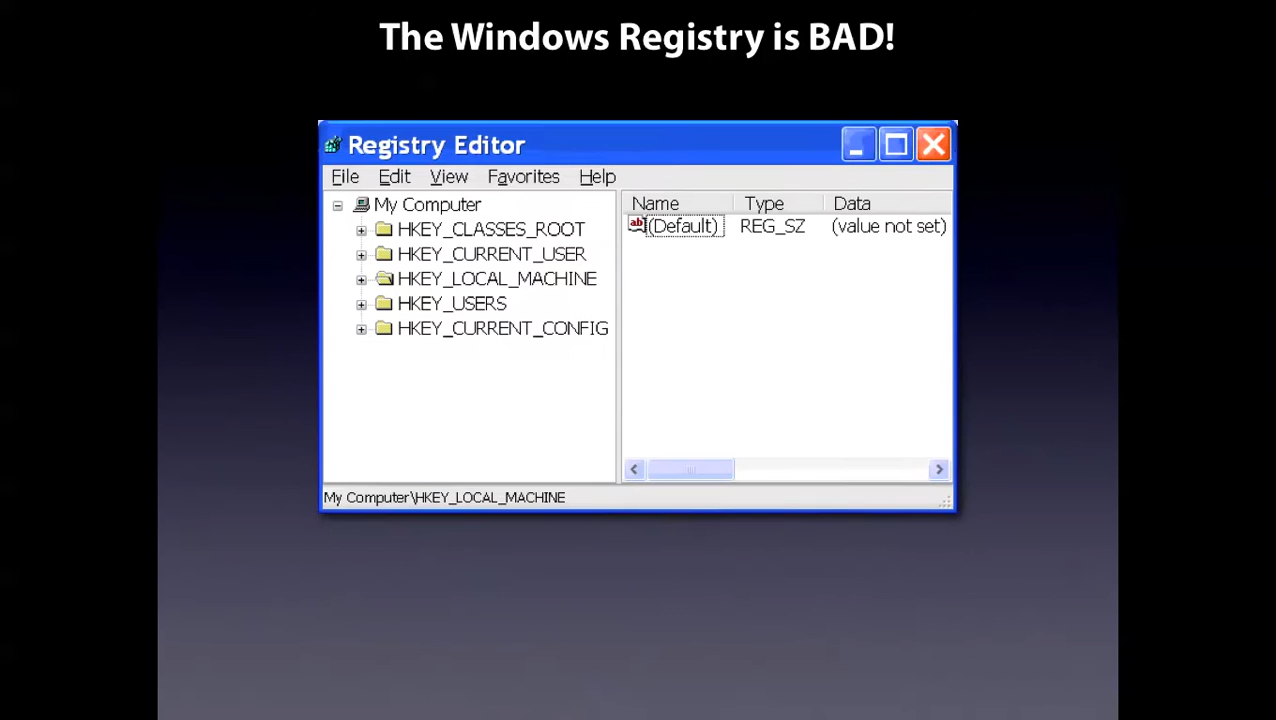 The Windows Registry is BAD!
Registry Editor
File Edit View Favorites Help
My Computer
HKEY_CLASSES_ROOT
HKEY_CURRENT_USER
HKEY_LOCAL_MACHINE
HKEY_USERS
HKEY_CURRENT_CONFIG
Name Type Data
ab (Default) REG_SZ (value not set)
My Computer\HKEY_LOCAL_MACHINE